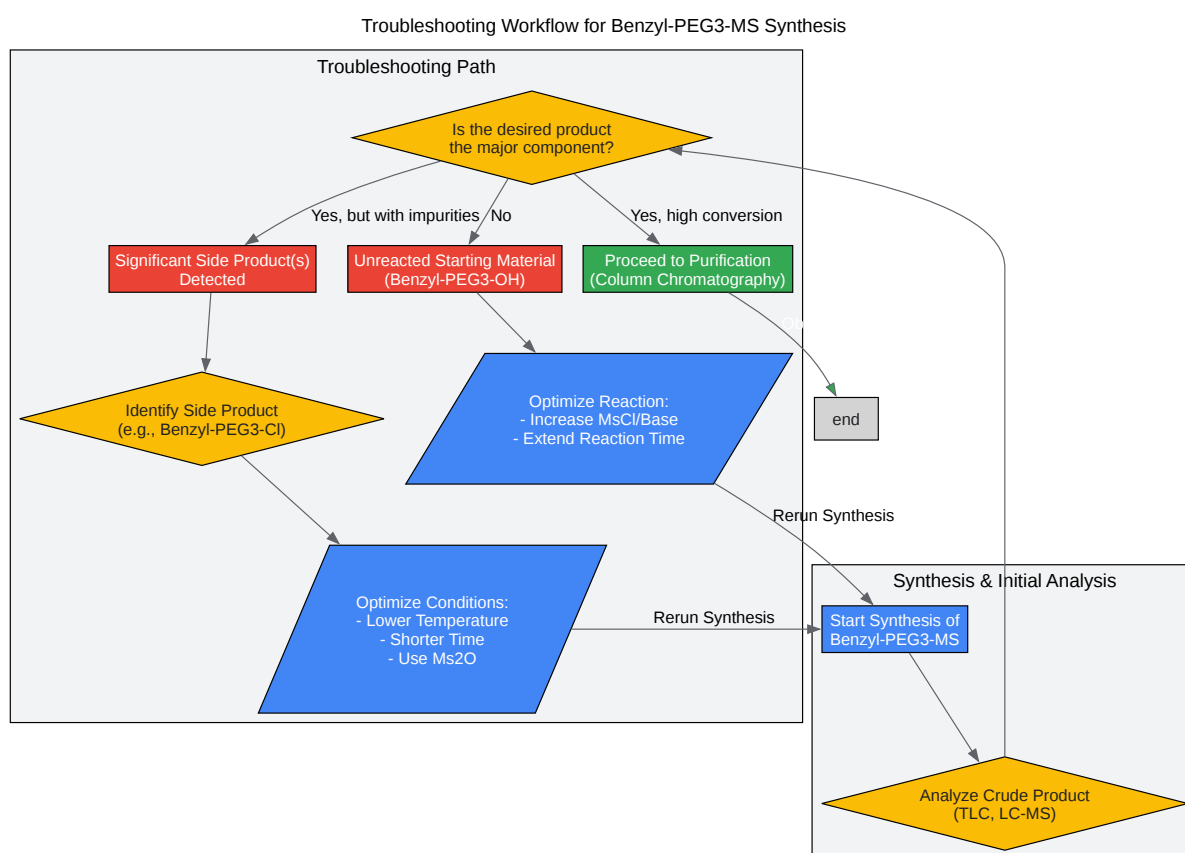 Troubleshooting Workflow for Benzyl-PEG3-MS Synthesis
Troubleshooting Path
Is the desired product
the major component?
Yes, but with impurities
No
Yes, high conversion
Significant Side Product(s)
Detected
Unreacted Starting Material
(Benzyl-PEG3-OH)
Proceed to Purification
(Column Chromatography)
Identify Side Product
(e.g., Benzyl-PEG3-Cl)
Optimize Reaction:
- Increase MsCl/Base
- Extend Reaction Time
end
Rerun Synthesis
Optimize Conditions:
- Lower Temperature
- Shorter Time
- Use Ms2O
Rerun Synthesis
Synthesis & Initial Analysis
Start Synthesis of
Benzyl-PEG3-MS
Analyze Crude Product
(TLC, LC-MS)